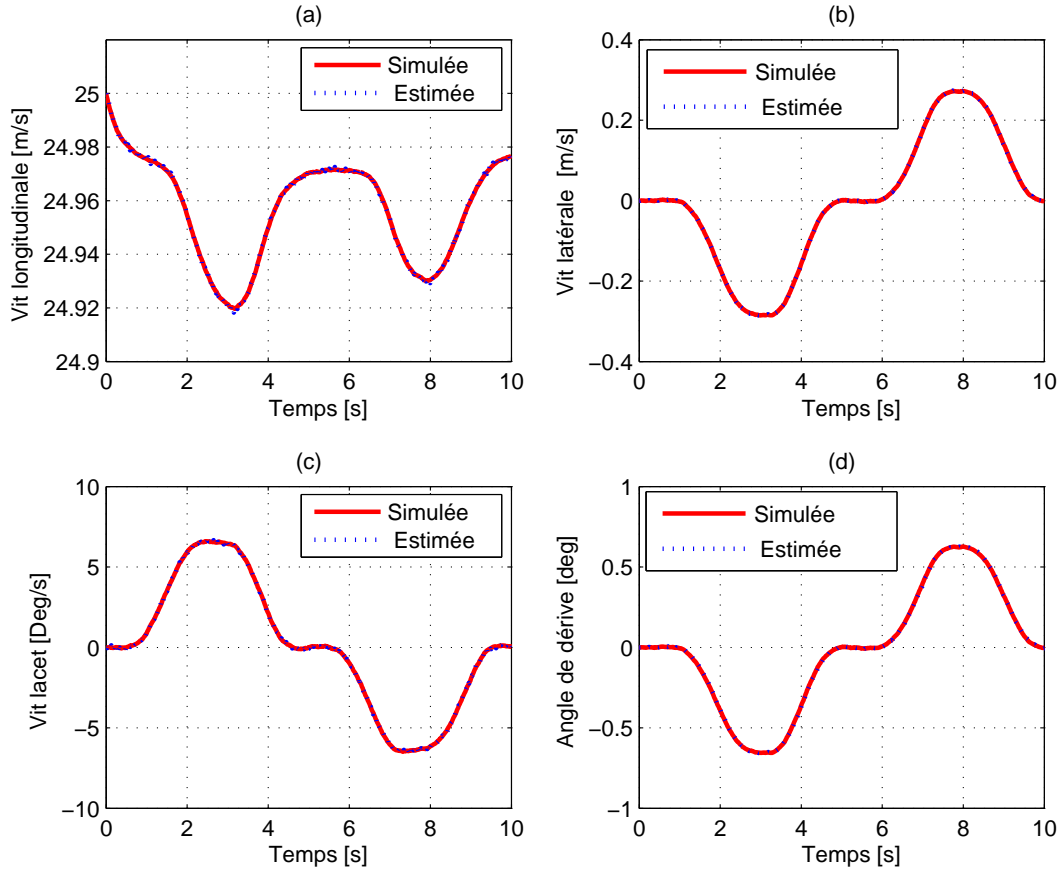 (a)
Vit longitudinale [m/s]
25
24.98
24.96
24.94
24.92
24.9
Simulée
Estimée
0 2 4 6 8 10
Temps [s]
(b)
Vit latérale [m/s]
0.4
0.2
0
−0.2
−0.4
Simulée
Estimée
0 2 4 6 8 10
Temps [s]
(c)
Vit lacet [Deg/s]
10
5
0
−5
−10
Simulée
Estimée
0 2 4 6 8 10
Temps [s]
(d)
Angle de dérive [deg]
1
0.5
0
−0.5
−1
Simulée
Estimée
0 2 4 6 8 10
Temps [s]